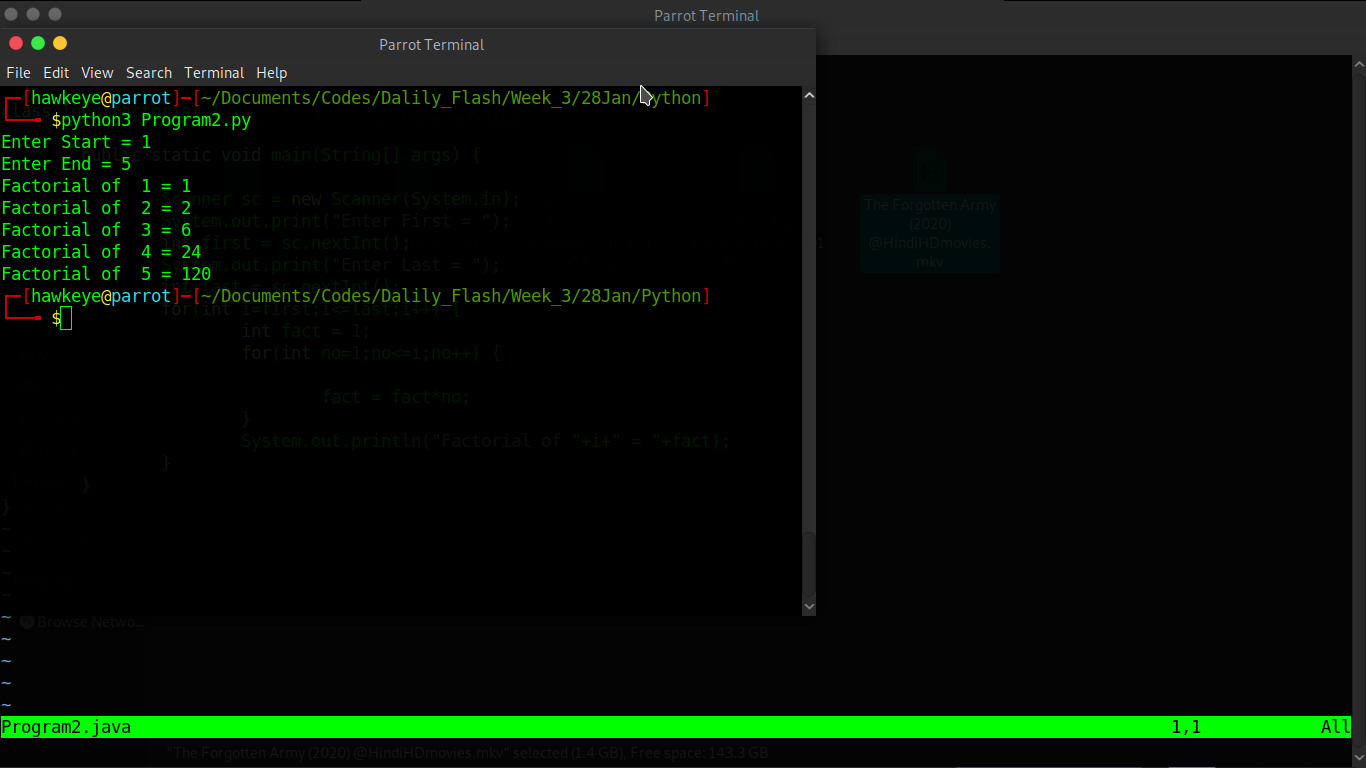 Parrot Terminal
Parrot Terminal
File Edit View Search Terminal Help
┌─[hawkeye@parrot]─[~/Documents/Codes/Dalily_Flash/Week_3/28Jan/Python]
└──╼ $python3 Program2.py
Enter Start = 1
Enter End = 5
Factorial of  1 = 1
Factorial of  2 = 2
Factorial of  3 = 6
Factorial of  4 = 24
Factorial of  5 = 120
┌─[hawkeye@parrot]─[~/Documents/Codes/Dalily_Flash/Week_3/28Jan/Python]
└──╼ $
public static void main(String[] args) {
Scanner sc = new Scanner(System.in);
System.out.print("Enter First = ");
int first = sc.nextInt();
System.out.print("Enter Last = ");
for(int i=first;i<=last;i++) {
int fact = 1;
for(int no=1;no<=i;no++) {
fact = fact*no;
}
System.out.println("Factorial of "+i+" = "+fact);
}
}
}
~
~
~
~
~
~
~
~
~
The Forgotten Army
(2020)
@HindiHDmovies.
mkv
Browse Netwo...
Program2.java 1,1 All
"The Forgotten Army (2020) @HindiHDmovies.mkv" selected (1.4 GB), Free space: 143.3 GB